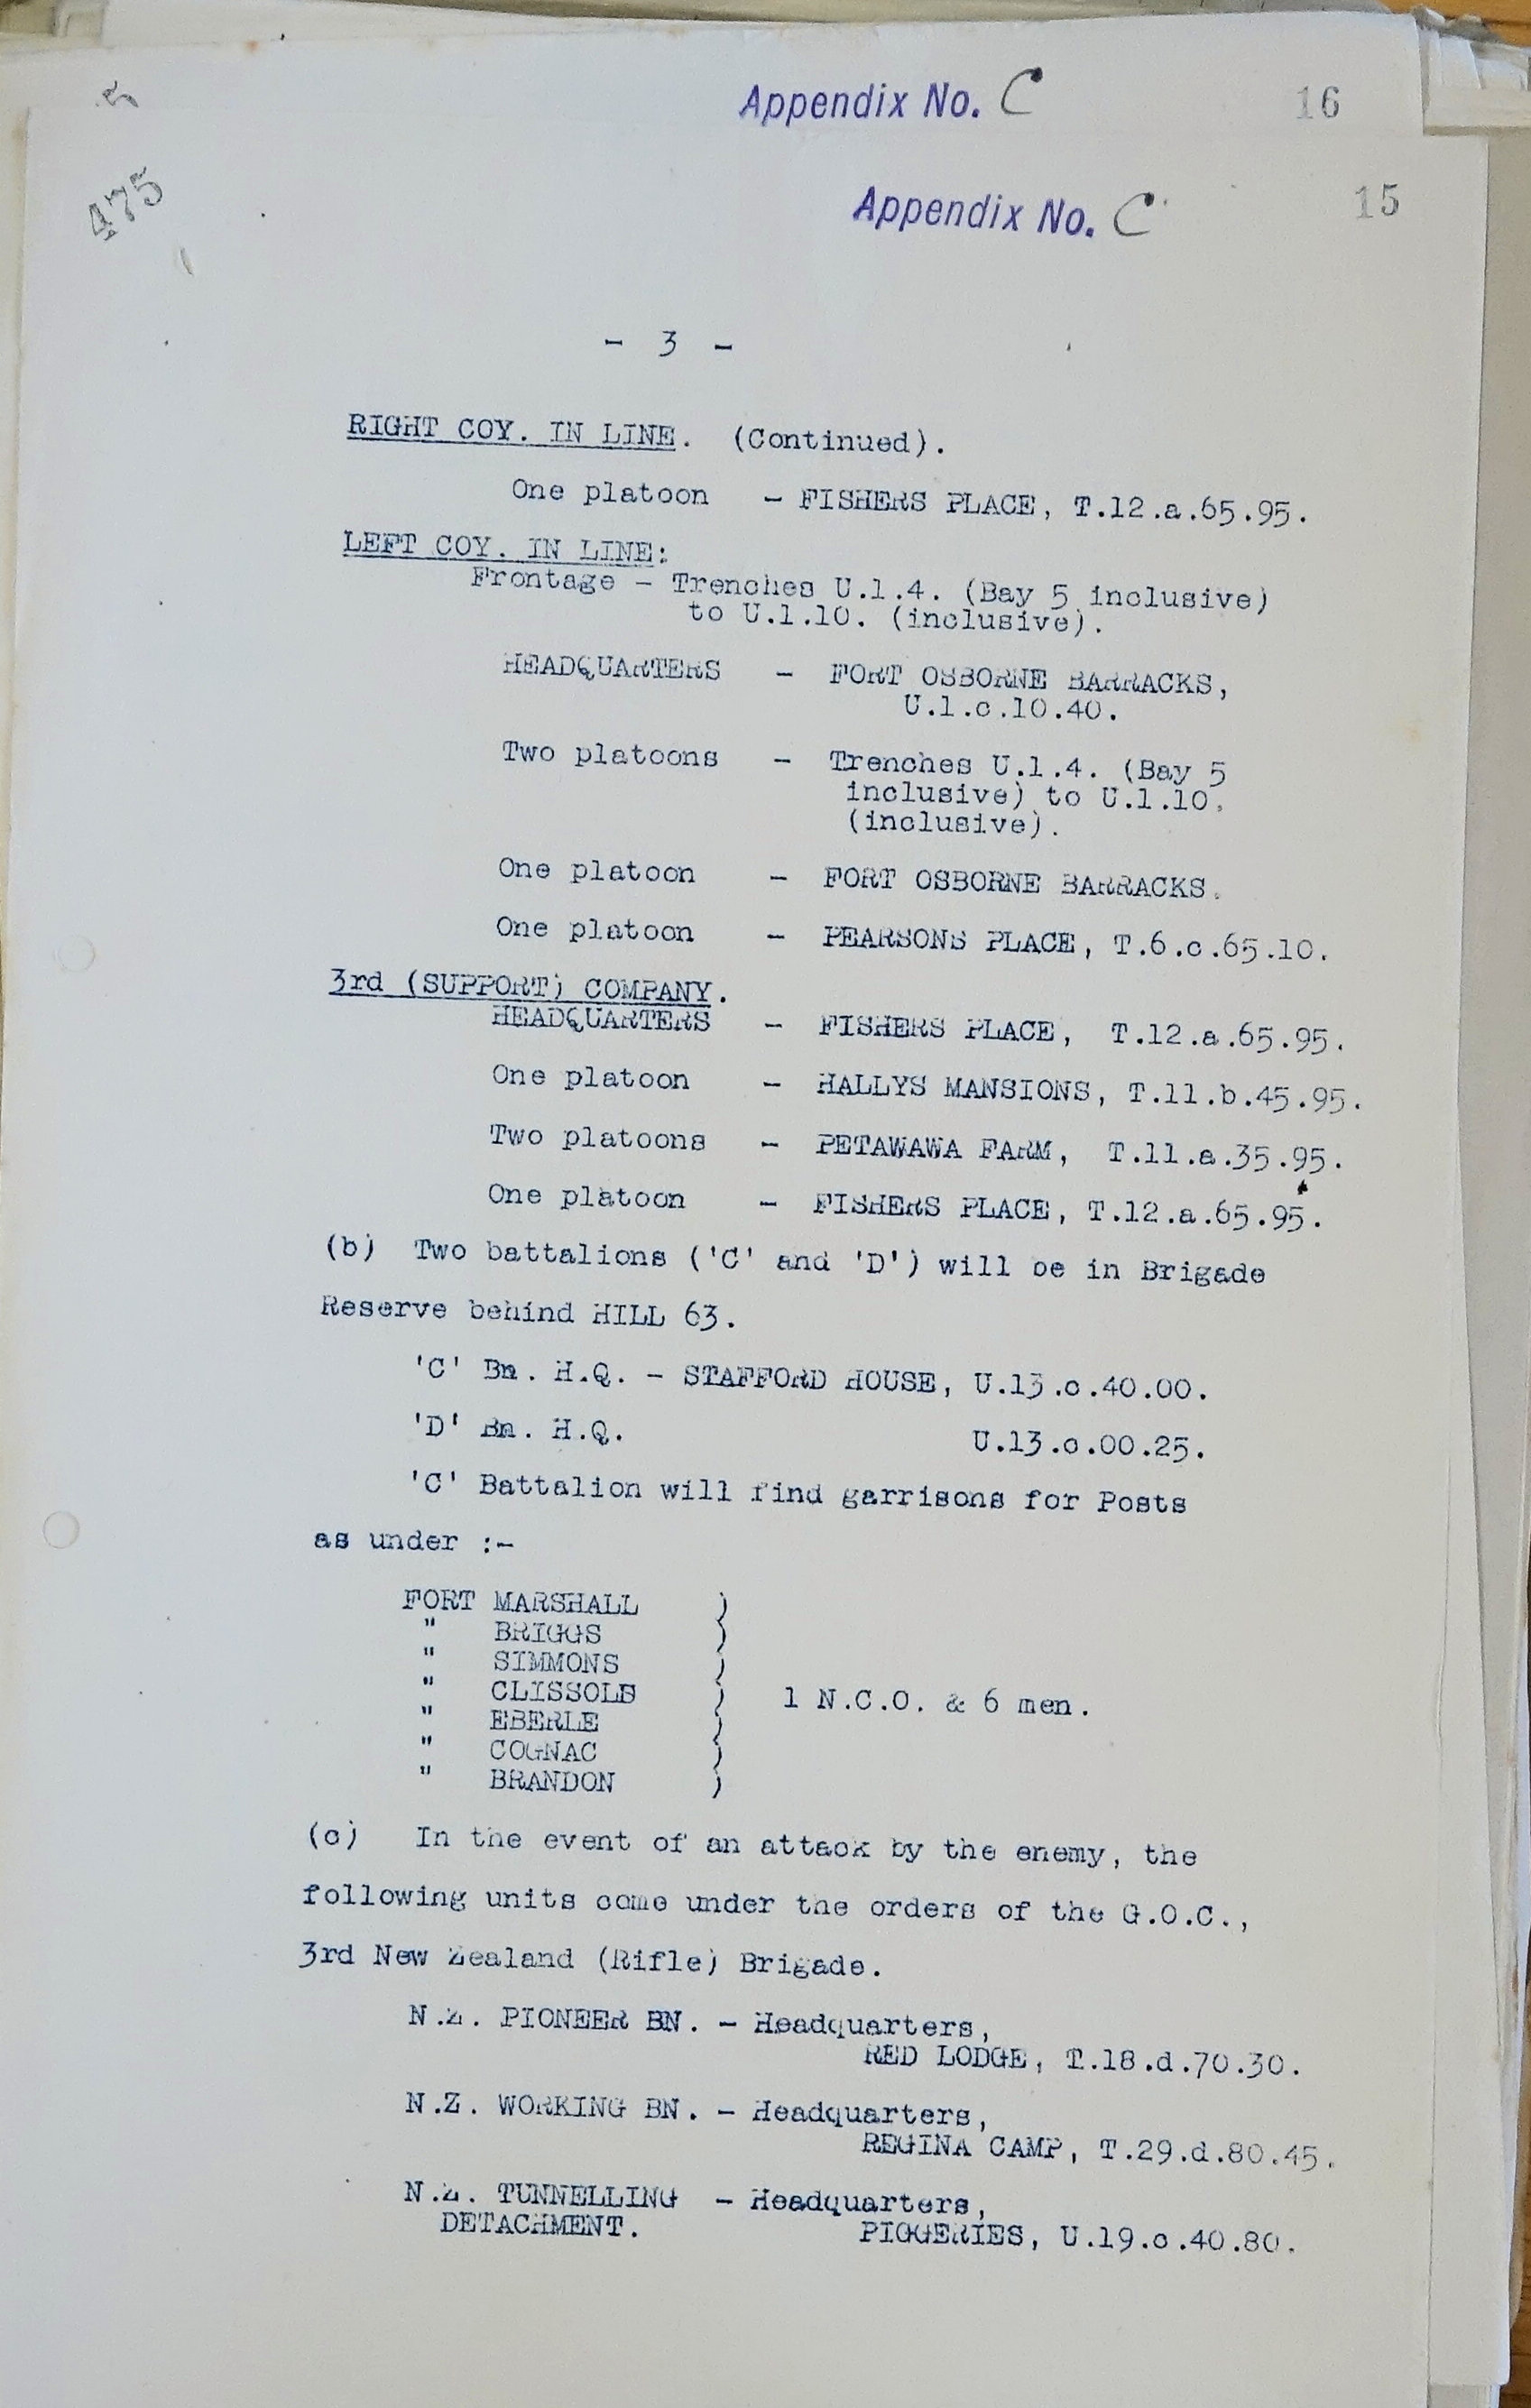 5
Appendix No. C
16
475
Appendix No. C
15
- 3 -
RIGHT COY. IN LINE. (Continued).
One platoon - FISHERS PLACE, T.12.a.65.95.
LEFT COY. IN LINE:
Frontage - Trenches U.1.4. (Bay 5 inclusive)
to U.1.10. (inclusive).
HEADQUARTERS - FORT OSBORNE BARRACKS,
U.1.c.10.40.
Two platoons - Trenches U.1.4. (Bay 5
inclusive) to U.1.10.
(inclusive).
One platoon - FORT OSBORNE BARRACKS.
One platoon - PEARSONS PLACE, T.6.c.65.10.
3rd (SUPPORT) COMPANY.
HEADQUARTERS - FISHERS PLACE, T.12.a.65.95.
One platoon - HALLYS MANSIONS, T.11.b.45.95.
Two platoons - PETAWAWA FARM, T.11.a.35.95.
One platoon - FISHERS PLACE, T.12.a.65.95.
(b) Two battalions ('C' and 'D') will be in Brigade
Reserve behind HILL 63.
'C' Bn. H.Q. - STAFFORD HOUSE, U.13.c.40.00.
'D' Bn. H.Q. U.13.c.00.25.
'C' Battalion will find garrisons for Posts
as under :-
FORT MARSHALL )
" BRIGGS )
" SIMMONS )
" CLISSOLD ) 1 N.C.O. & 6 men.
" EBERLE )
" COGNAC )
" BRANDON )
(c) In the event of an attack by the enemy, the
following units come under the orders of the G.O.C.,
3rd New Zealand (Rifle) Brigade.
N.Z. PIONEER BN. - Headquarters,
RED LODGE, T.18.d.70.30.
N.Z. WORKING BN. - Headquarters,
REGINA CAMP, T.29.d.80.45.
N.Z. TUNNELLING - Headquarters,
DETACHMENT. PIGGERIES, U.19.c.40.80.